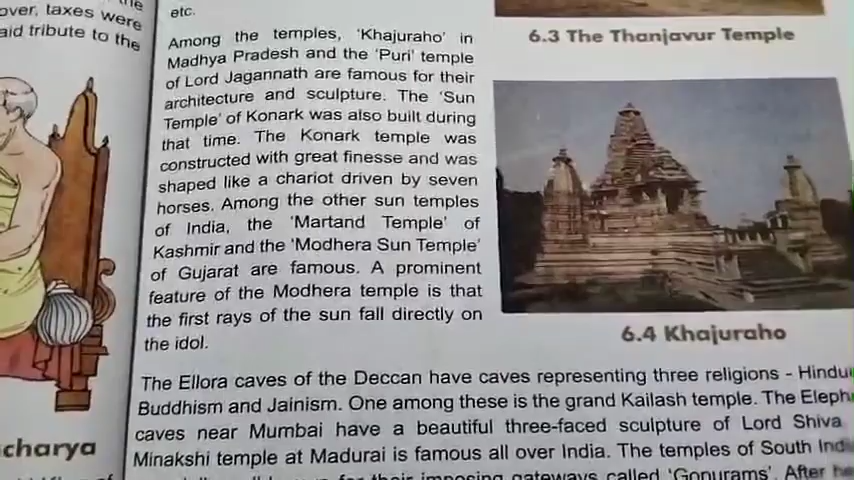 over, taxes were
aid tribute to the
charya
etc.
Among the temples, 'Khajuraho' in
Madhya Pradesh and the 'Puri' temple
of Lord Jagannath are famous for their
architecture and sculpture. The 'Sun
Temple' of Konark was also built during
that time. The Konark temple was
constructed with great finesse and was
shaped like a chariot driven by seven
horses. Among the other sun temples
of India, the 'Martand Temple' of
Kashmir and the 'Modhera Sun Temple'
of Gujarat are famous. A prominent
feature of the Modhera temple is that
the first rays of the sun fall directly on
the idol.
6.3 The Thanjavur Temple
6.4 Khajuraho
The Ellora caves of the Deccan have caves representing three religions - Hindui
Buddhism and Jainism. One among these is the grand Kailash temple. The Eleph
caves near Mumbai have a beautiful three-faced sculpture of Lord Shiva.
Minakshi temple at Madurai is famous all over India. The temples of South Indi
for their imposing gateways called 'Gopurams'. After